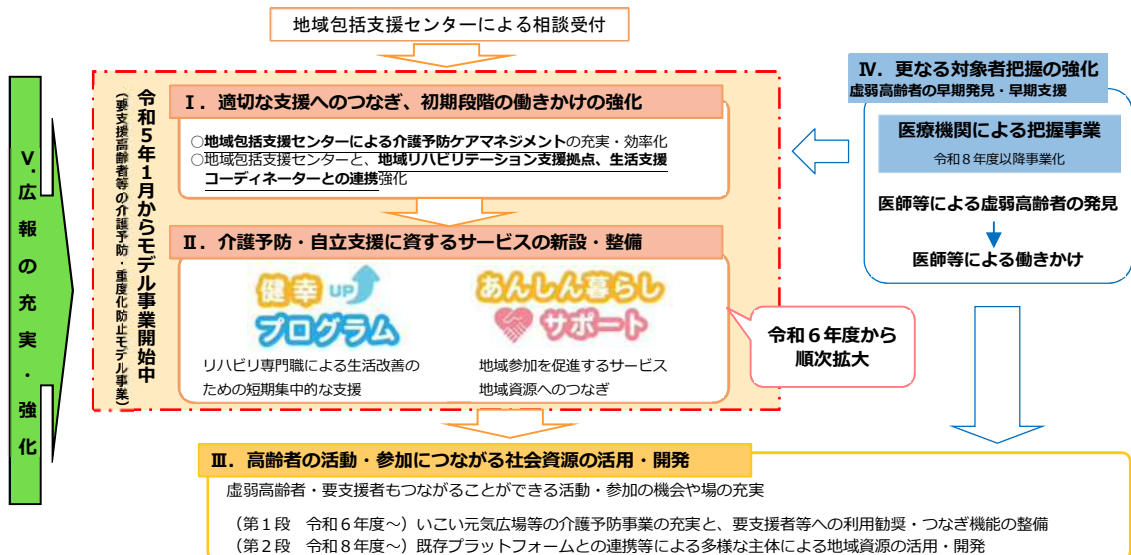 地域包括支援センターによる相談受付
Ⅴ．広報の充実・強化
令和５年１月からモデル事業開始中
（要支援高齢者等の介護予防・重度化防止モデル事業）
Ⅰ．適切な支援へのつなぎ、初期段階の働きかけの強化
○地域包括支援センターによる介護予防ケアマネジメントの充実・効率化
○地域包括支援センターと、地域リハビリテーション支援拠点、生活支援
コーディネーターとの連携強化
Ⅱ．介護予防・自立支援に資するサービスの新設・整備
健幸UP
プログラム
リハビリ専門職による生活改善の
ための短期集中的な支援
あんしん暮らし
サポート
地域参加を促進するサービス
地域資源へのつなぎ
令和６年度から
順次拡大
Ⅳ．更なる対象者把握の強化
虚弱高齢者の早期発見・早期支援
医療機関による把握事業
令和８年度以降事業化
医師等による虚弱高齢者の発見
医師等による働きかけ
Ⅲ．高齢者の活動・参加につながる社会資源の活用・開発
虚弱高齢者・要支援者もつながることができる活動・参加の機会や場の充実
（第１段　令和６年度～）いこい元気広場等の介護予防事業の充実と、要支援者等への利用勧奨・つなぎ機能の整備
（第２段　令和８年度～）既存プラットフォームとの連携等による多様な主体による地域資源の活用・開発